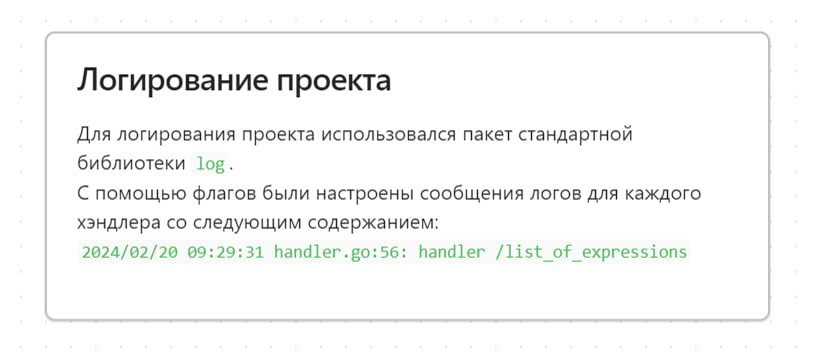 Логирование проекта
Для логирования проекта использовался пакет стандартной
библиотеки log.
С помощью флагов были настроены сообщения логов для каждого
хэндлера со следующим содержанием:
2024/02/20 09:29:31 handler.go:56: handler /list_of_expressions